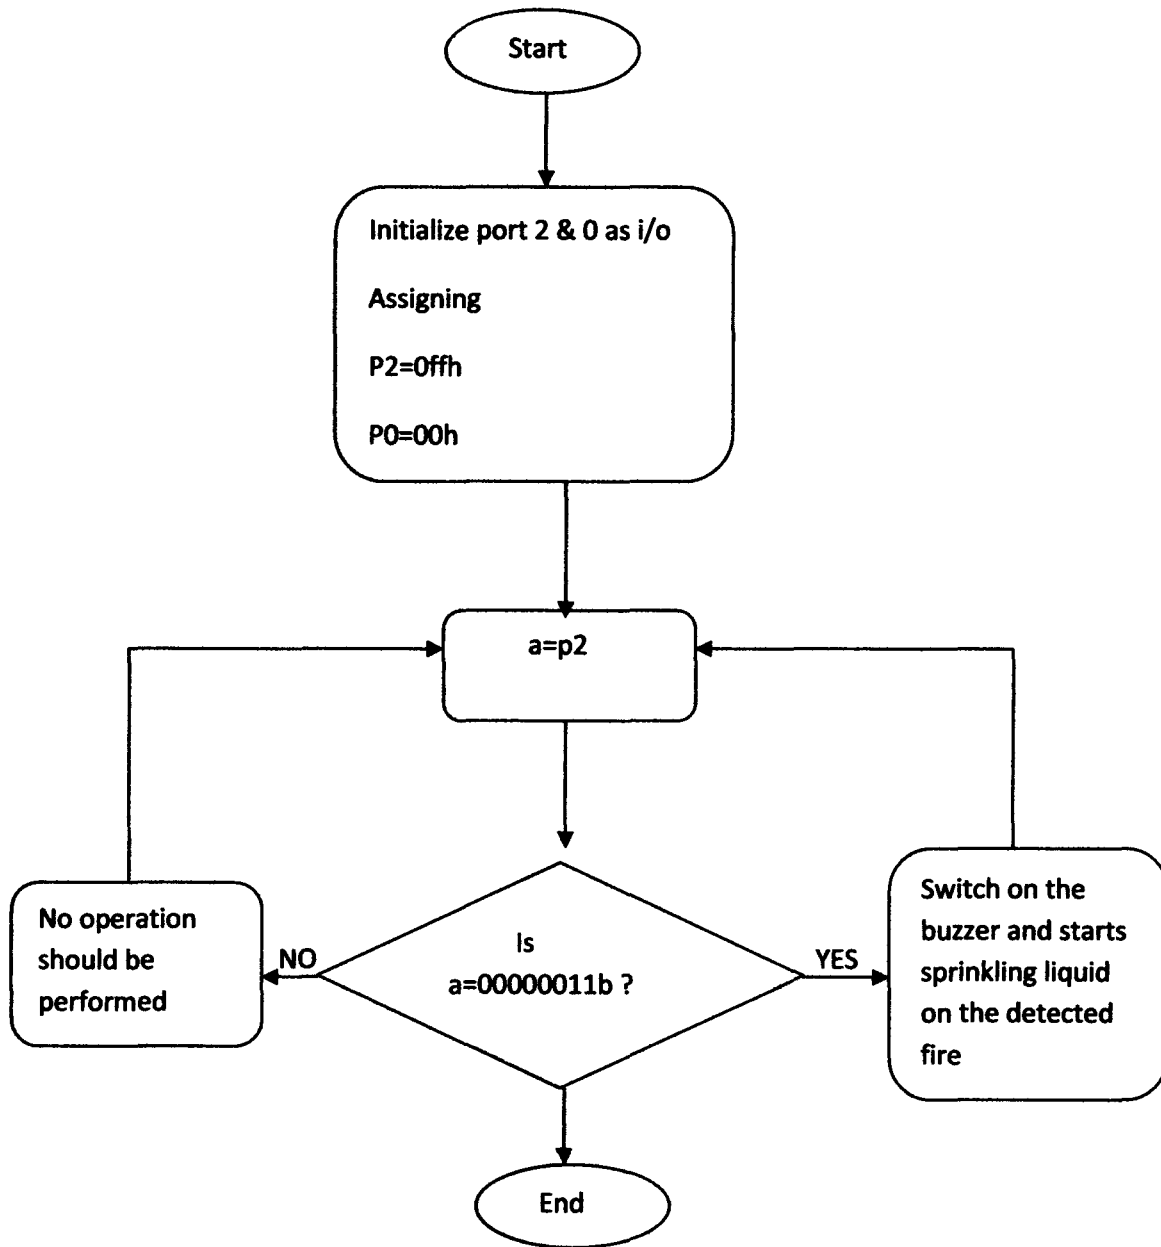 Start
Initialize port 2 & 0 as i/o
Assigning
P2=0ffh
P0=00h
a=p2
Is
a=00000011b ?
NO
YES
No operation
should be
performed
Switch on the
buzzer and starts
sprinkling liquid
on the detected
fire
End